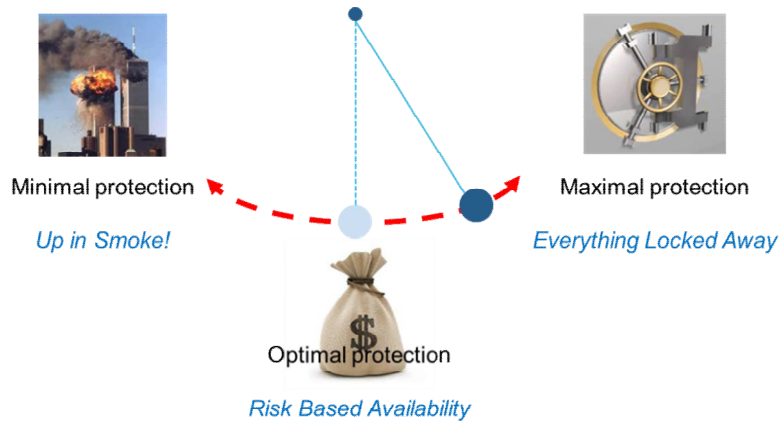 Minimal protection
Up in Smoke!
Maximal protection
Everything Locked Away
$
Optimal protection
Risk Based Availability